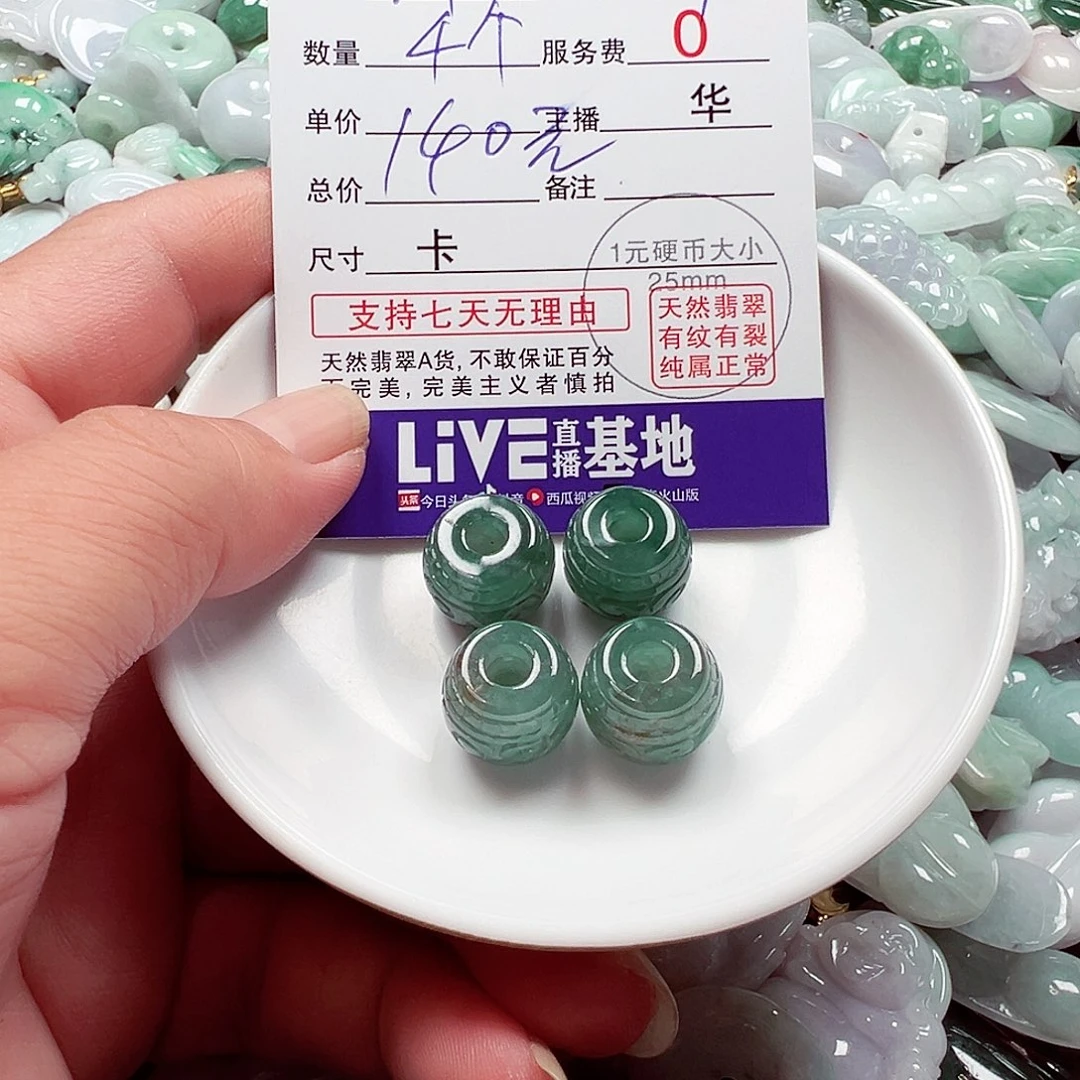 数量 4个 服务费 0
单价 140元 主播 华
总价 备注
尺寸 卡
1元硬币大小
25mm
支持七天无理由
天然翡翠
有纹有裂
纯属正常
天然翡翠A货,不敢保证百分
完美,完美主义者慎拍
LiVE 直播 基地
头条 今日头 音 西瓜视频 火山版